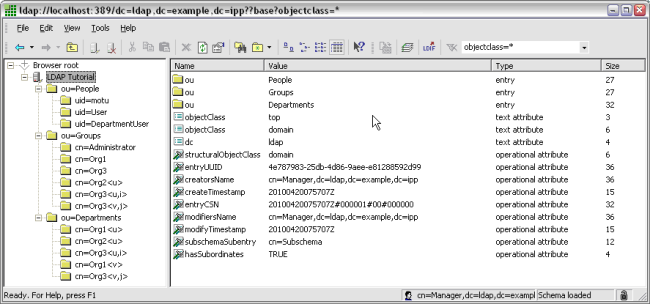 ldap://localhost:389/dc=ldap,dc=example,dc=ipp??base?objectclass=*
File Edit View Tools Help
LDIF objectclass=*
Browser root
LDAP Tutorial
ou=People
uid=motu
uid=User
uid=DepartmentUser
ou=Groups
cn=Administrator
cn=Org1
cn=Org3
cn=Org2<u>
cn=Org3<u,i>
cn=Org3<v,j>
ou=Departments
cn=Org1<u>
cn=Org2<u>
cn=Org3<u,i>
cn=Org1<v>
cn=Org3<v,j>
Name Value Type Size
ou People entry 27
ou Groups entry 27
ou Departments entry 32
objectClass top text attribute 3
objectClass domain text attribute 6
dc ldap text attribute 4
structuralObjectClass domain operational attribute 6
entryUUID 4e787983-25db-4d86-9aee-e81288592d99 operational attribute 36
creatorsName cn=Manager,dc=ldap,dc=example,dc=ipp operational attribute 36
createTimestamp 20100420075707Z operational attribute 15
entryCSN 20100420075707Z#000001#00#000000 operational attribute 32
modifiersName cn=Manager,dc=ldap,dc=example,dc=ipp operational attribute 36
modifyTimestamp 20100420075707Z operational attribute 15
subschemaSubentry cn=Subschema operational attribute 12
hasSubordinates TRUE operational attribute 4
Ready. For Help, press F1 cn=Manager,dc=ldap,dc=exampl Schema loaded